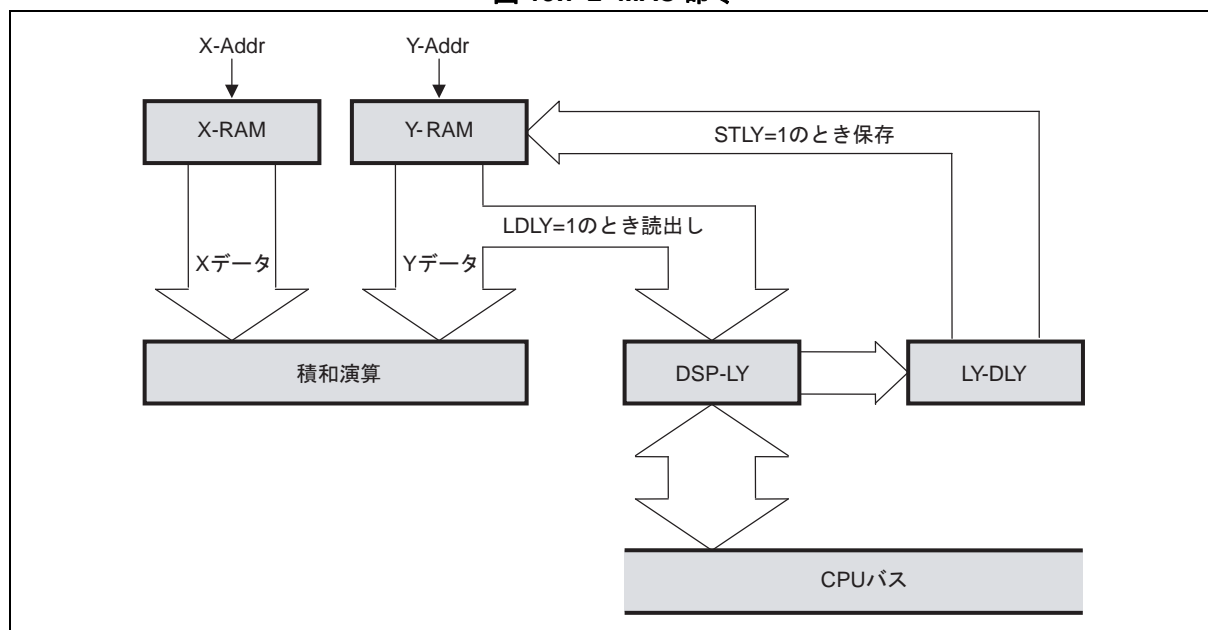 X-Addr
Y-Addr
X-RAM
Y-RAM
STLY=1のとき保存
LDLY=1のとき読出し
Xデータ
Yデータ
積和演算
DSP-LY
LY-DLY
CPUバス